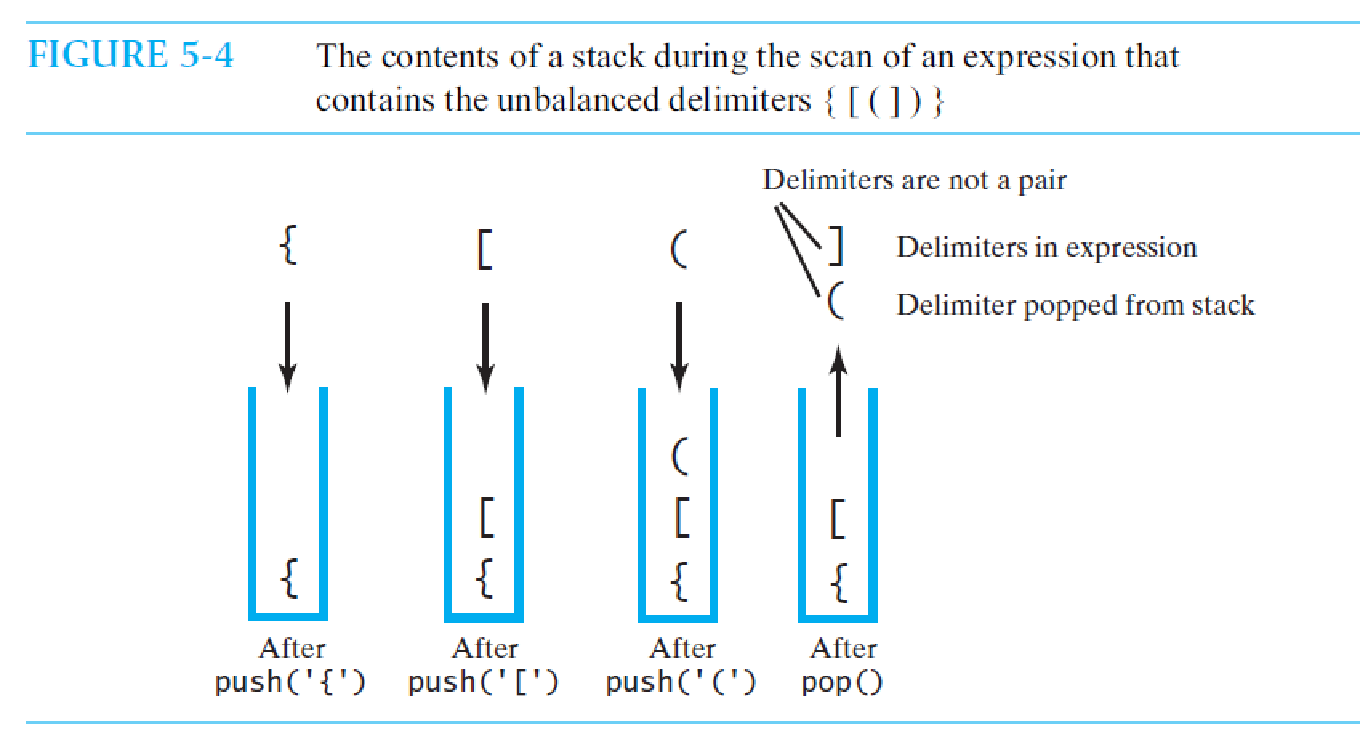 FIGURE 5-4 The contents of a stack during the scan of an expression that
contains the unbalanced delimiters { [ ( ] ) }
Delimiters are not a pair
{ [ ( ] Delimiters in expression
( Delimiter popped from stack
(
[ [ [
{ { { {
After After After After
push('{') push('[') push('(') pop()